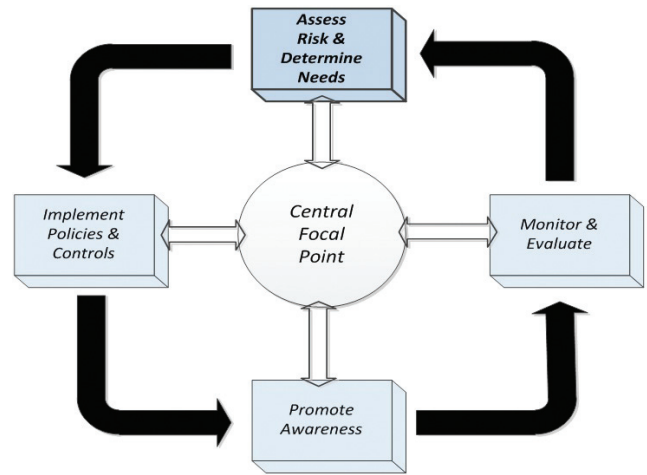 Assess
Risk &
Determine
Needs
Implement
Policies &
Controls
Central
Focal
Point
Monitor &
Evaluate
Promote
Awareness